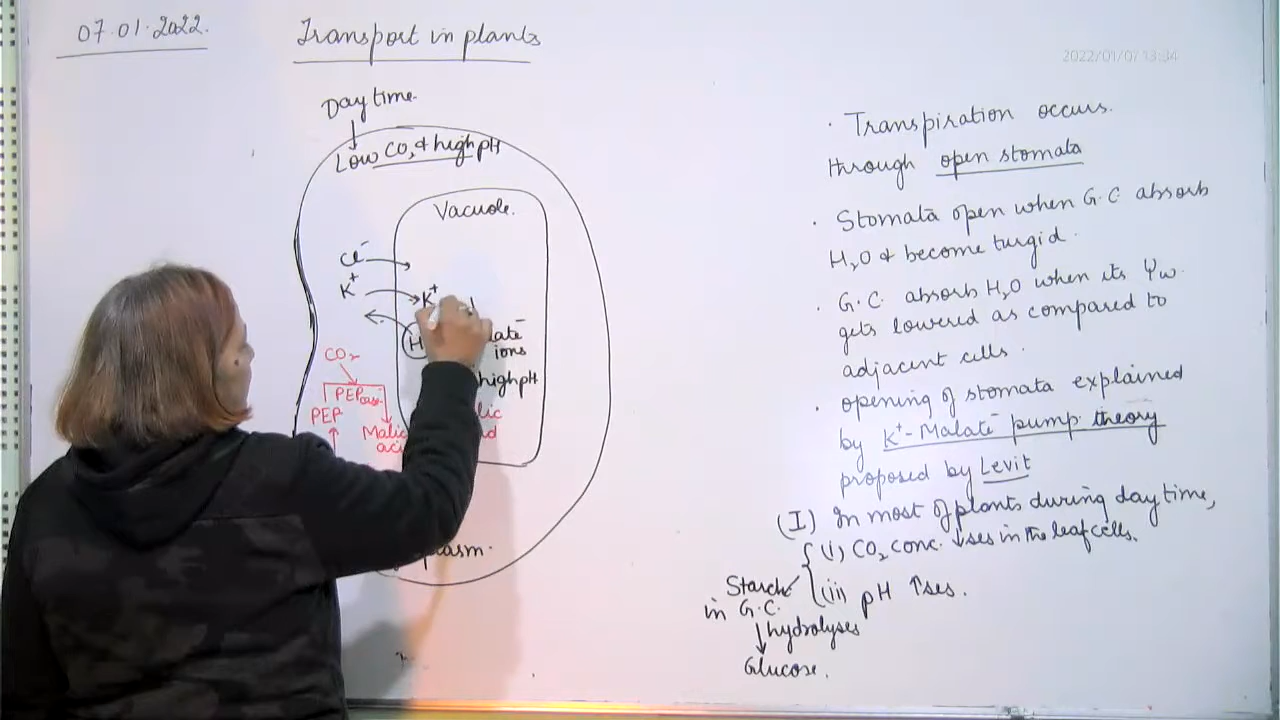 07.01.2022.
Transport in plants
2022/01/07 13:34
Day time
Low CO₂ & high pH
Vacuole.
Cl⁻
K⁺
K⁺
H
ions
high pH
CO₂
PEP case
PEP
Malic
· Transpiration occurs.
through open stomata
· Stomata open when G.C absorb
H₂O & become turgid.
· G.C. absorb H₂O when its Ψw
gets lowered as compared to
adjacent cells.
· opening of stomata explained
by K⁺- Malate pump theory
proposed by Levit
(I) In most of plants during day time,
(i) CO₂ conc. ↓ses in the leaf cells.
(ii) pH ↑ses.
Starch
in G.C.
↓ hydrolyses
Glucose.